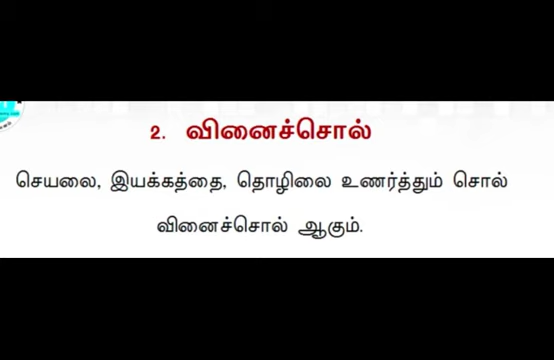 2. வினைச்சொல்
செயலை, இயக்கத்தை, தொழிலை உணர்த்தும் சொல்
வினைச்சொல் ஆகும்.